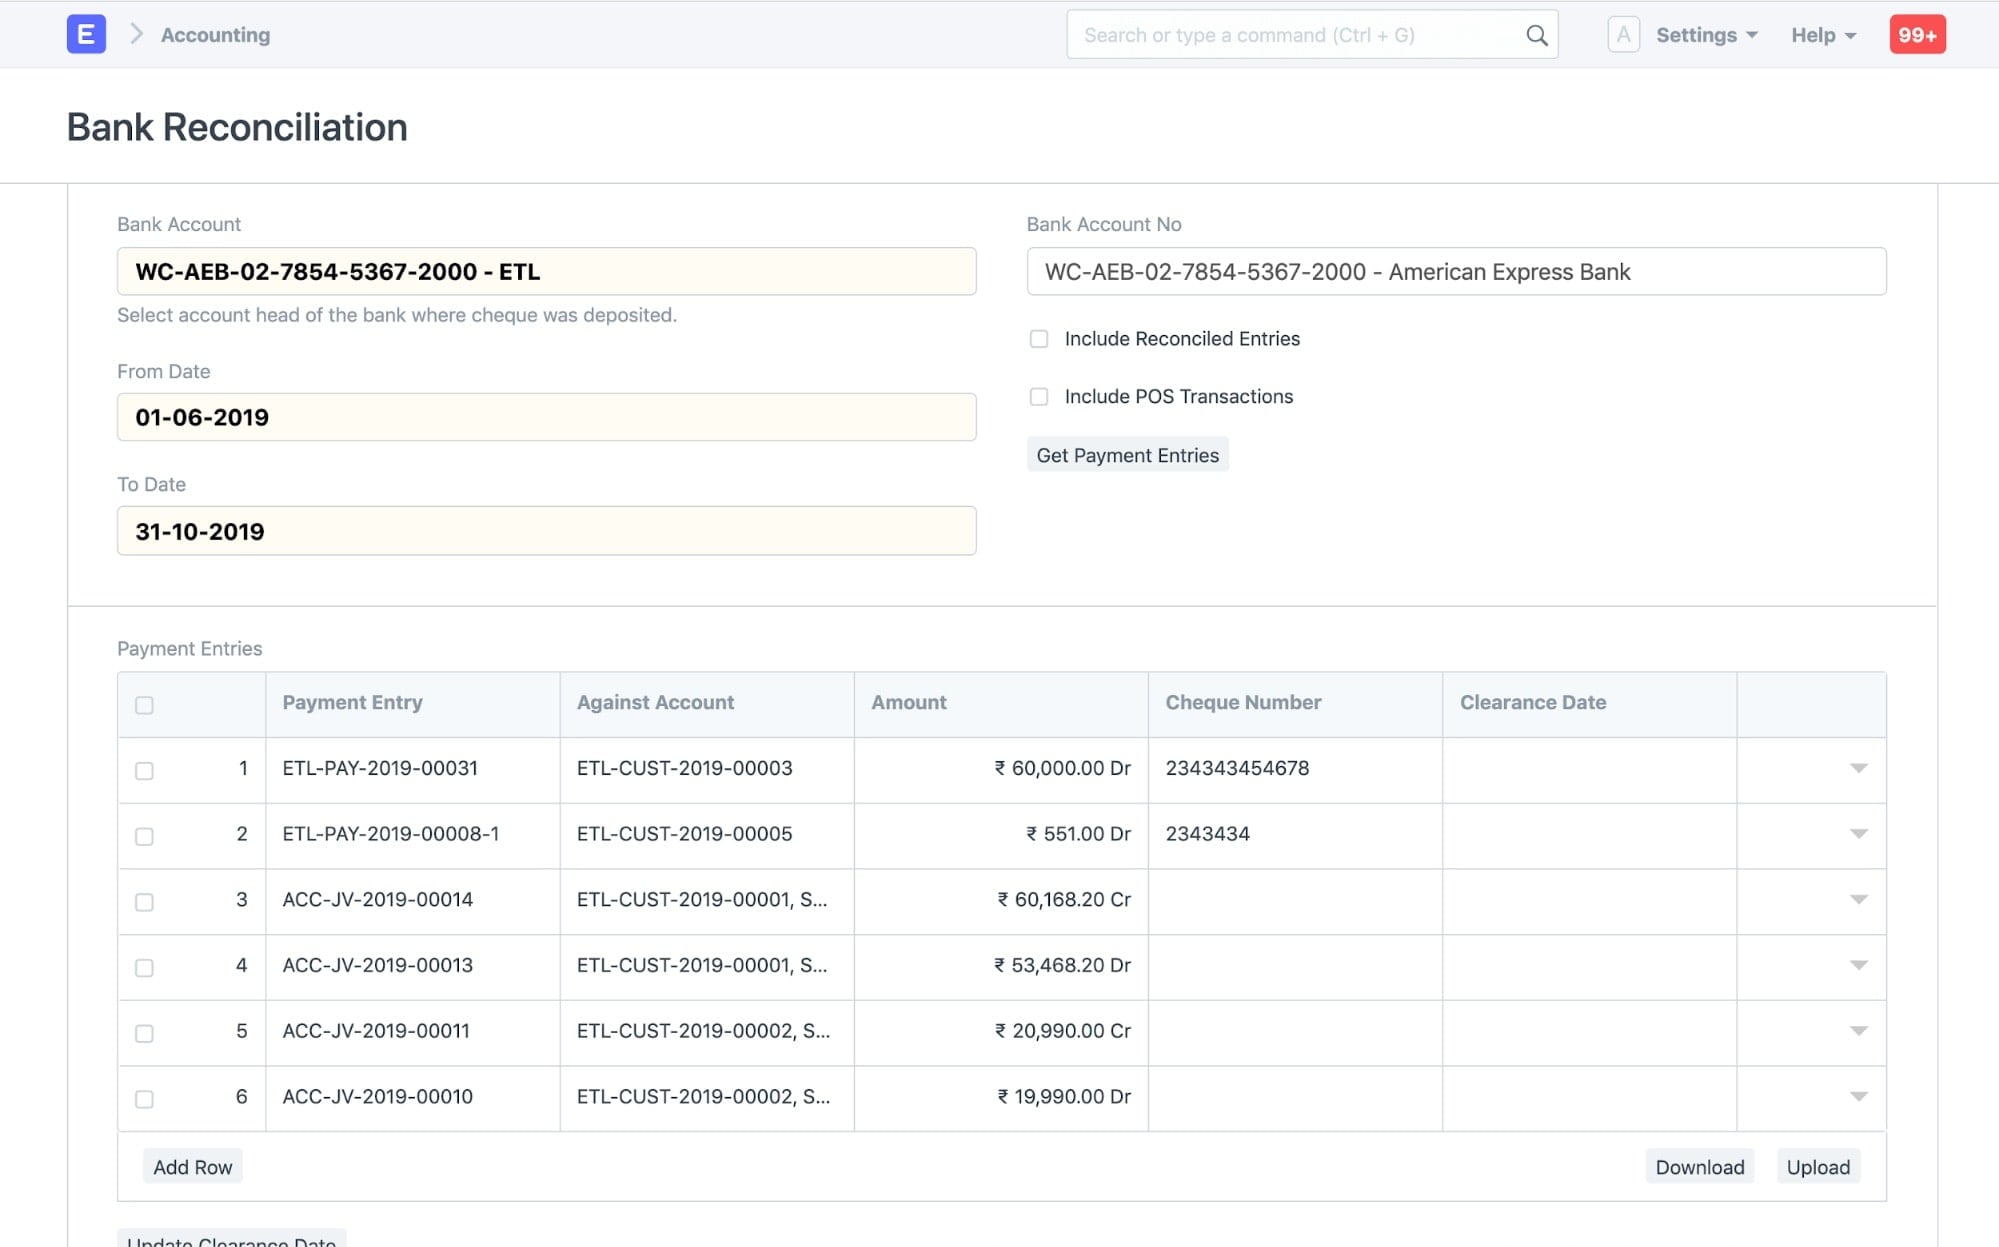 E Accounting Search or type a command (Ctrl + G) A Settings Help 99+
Bank Reconciliation
Bank Account
WC-AEB-02-7854-5367-2000 - ETL
Select account head of the bank where cheque was deposited.
From Date
01-06-2019
To Date
31-10-2019
Bank Account No
WC-AEB-02-7854-5367-2000 - American Express Bank
Include Reconciled Entries
Include POS Transactions
Get Payment Entries
Payment Entries
Payment Entry Against Account Amount Cheque Number Clearance Date
1 ETL-PAY-2019-00031 ETL-CUST-2019-00003 ₹ 60,000.00 Dr 234343454678
2 ETL-PAY-2019-00008-1 ETL-CUST-2019-00005 ₹ 551.00 Dr 2343434
3 ACC-JV-2019-00014 ETL-CUST-2019-00001, S... ₹ 60,168.20 Cr
4 ACC-JV-2019-00013 ETL-CUST-2019-00001, S... ₹ 53,468.20 Dr
5 ACC-JV-2019-00011 ETL-CUST-2019-00002, S... ₹ 20,990.00 Cr
6 ACC-JV-2019-00010 ETL-CUST-2019-00002, S... ₹ 19,990.00 Dr
Add Row Download Upload
Update Clearance Date